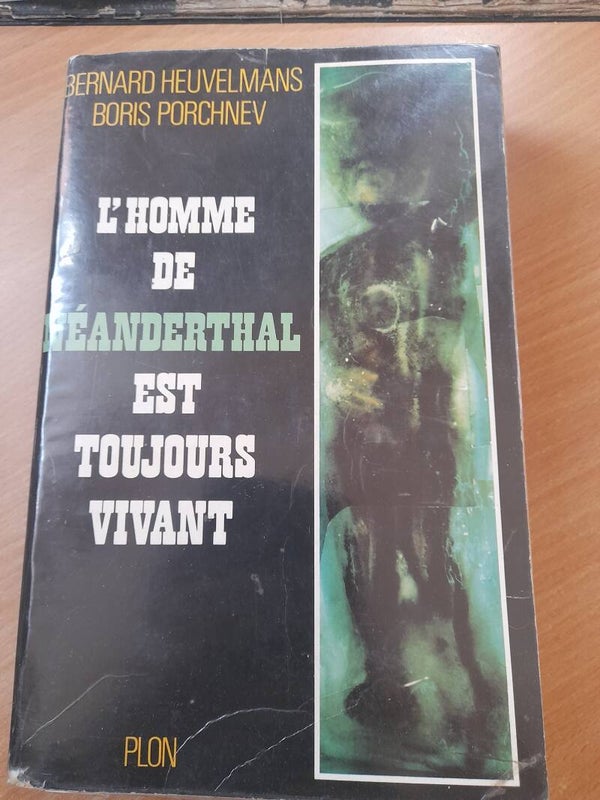 BERNARD HEUVELMANS
BORIS PORCHNEV
L'HOMME
DE
NÉANDERTHAL
EST
TOUJOURS
VIVANT
PLON